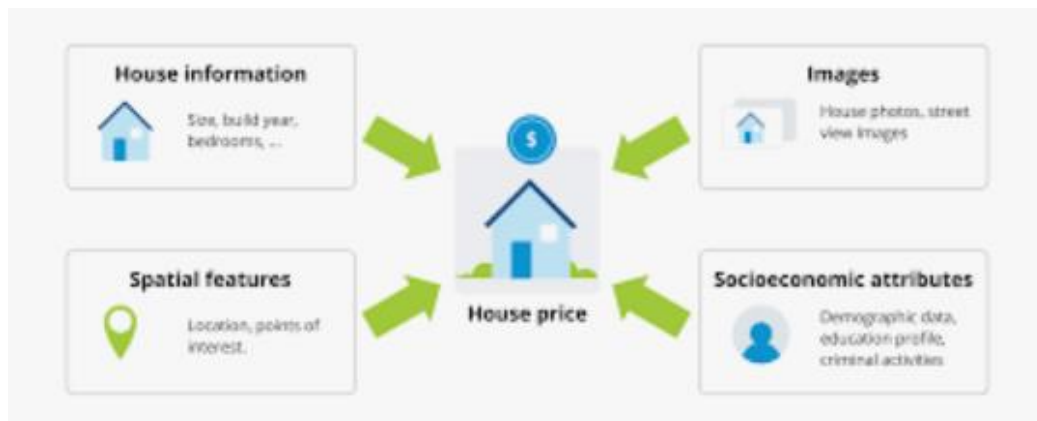 House information
Size, build year,
bedrooms, ...
Images
House photos, street
view images
$
House price
Spatial features
Location, points of
interest.
Socioeconomic attributes
Demographic data,
education profile,
criminal activities